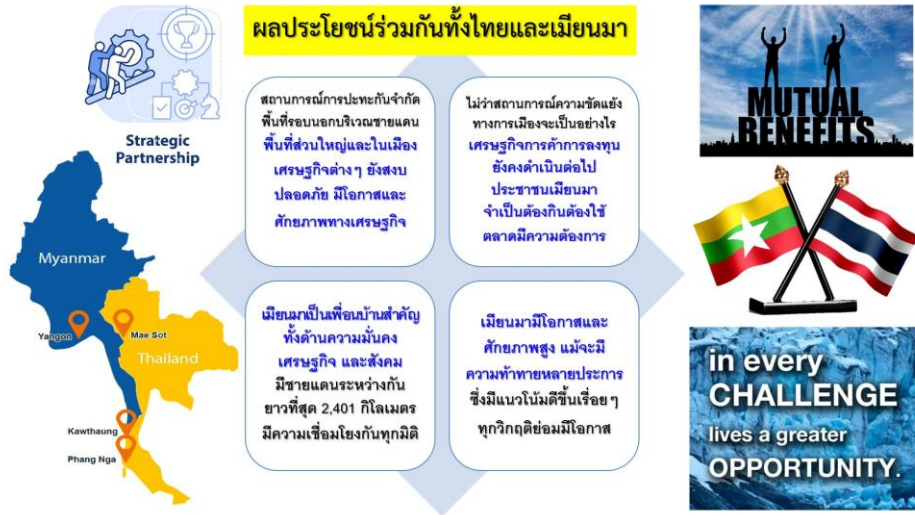 ผลประโยชน์ร่วมกันทั้งไทยและเมียนมา
Strategic
Partnership
สถานการณ์การปะทะกันจำกัด
พื้นที่รอบนอกบริเวณชายแดน
พื้นที่ส่วนใหญ่และในเมือง
เศรษฐกิจต่างๆ ยังสงบ
ปลอดภัย มีโอกาสและ
ศักยภาพทางเศรษฐกิจ
ไม่ว่าสถานการณ์ความขัดแย้ง
ทางการเมืองจะเป็นอย่างไร
เศรษฐกิจการค้าการลงทุน
ยังคงดำเนินต่อไป
ประชาชนเมียนมา
จำเป็นต้องกินต้องใช้
ตลาดมีความต้องการ
MUTUAL
BENEFITS
Myanmar
Yangon
Mae Sot
Thailand
Kawthaung
Phang Nga
เมียนมาเป็นเพื่อนบ้านสำคัญ
ทั้งด้านความมั่นคง
เศรษฐกิจ และสังคม
มีชายแดนระหว่างกัน
ยาวที่สุด 2,401 กิโลเมตร
มีความเชื่อมโยงกันทุกมิติ
เมียนมามีโอกาสและ
ศักยภาพสูง แม้จะมี
ความท้าทายหลายประการ
ซึ่งมีแนวโน้มดีขึ้นเรื่อยๆ
ทุกวิกฤติย่อมมีโอกาส
in every
CHALLENGE
lives a greater
OPPORTUNITY.